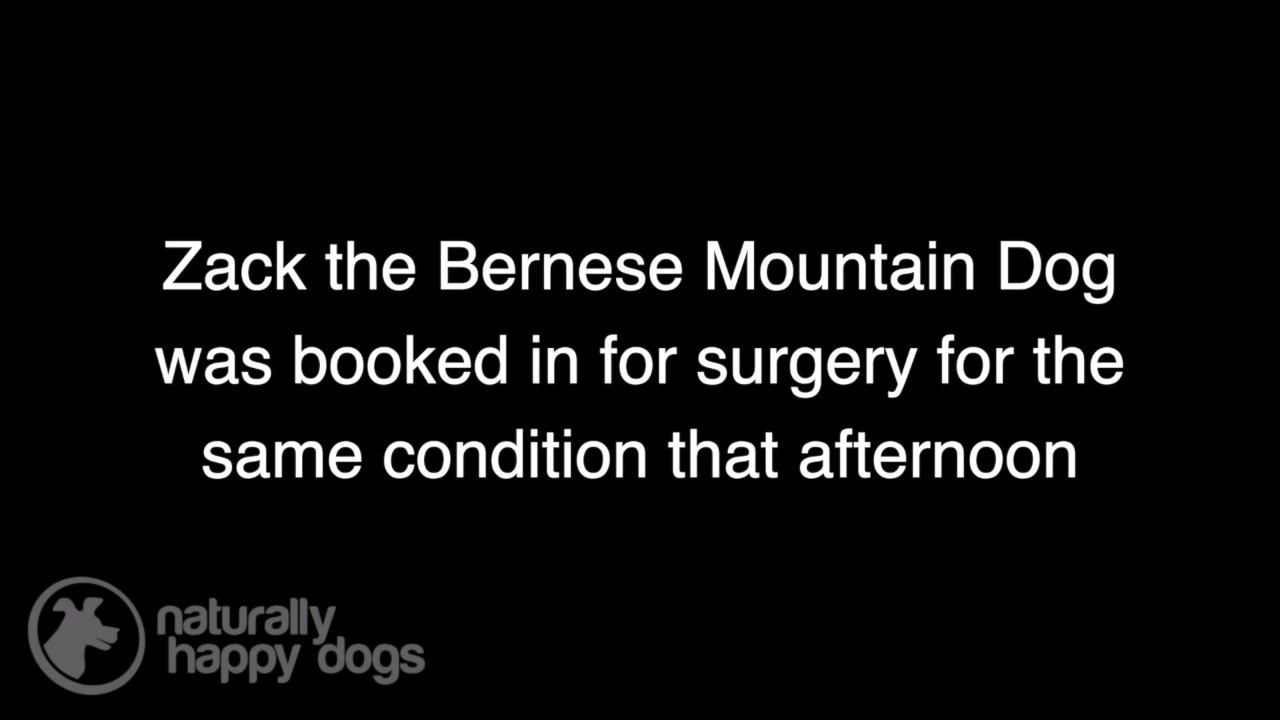 Zack the Bernese Mountain Dog
was booked in for surgery for the
same condition that afternoon
naturally
happy dogs